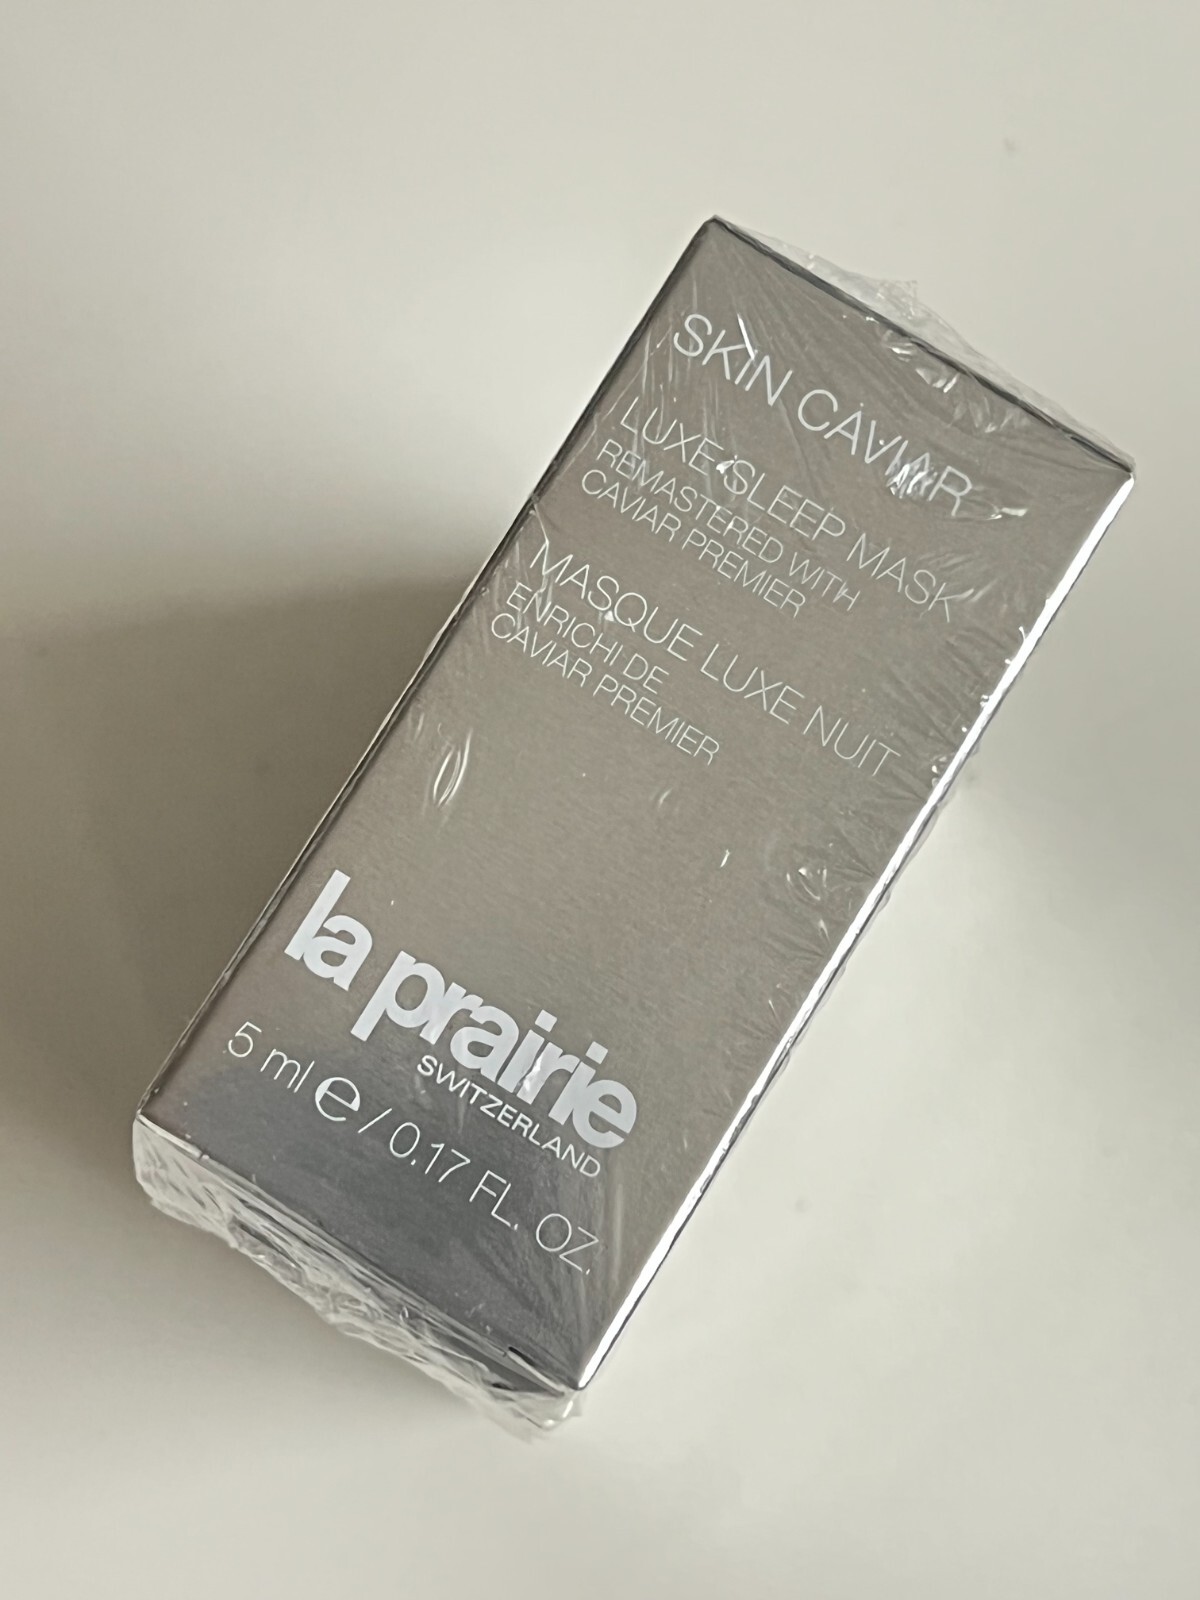 SKIN CAVIAR
LUXE SLEEP MASK
REMASTERED WITH
CAVIAR PREMIER
MASQUE LUXE NUIT
ENRICHI DE
CAVIAR PREMIER
la prairie
SWITZERLAND
5 ml ℮ / 0.17 FL. OZ.